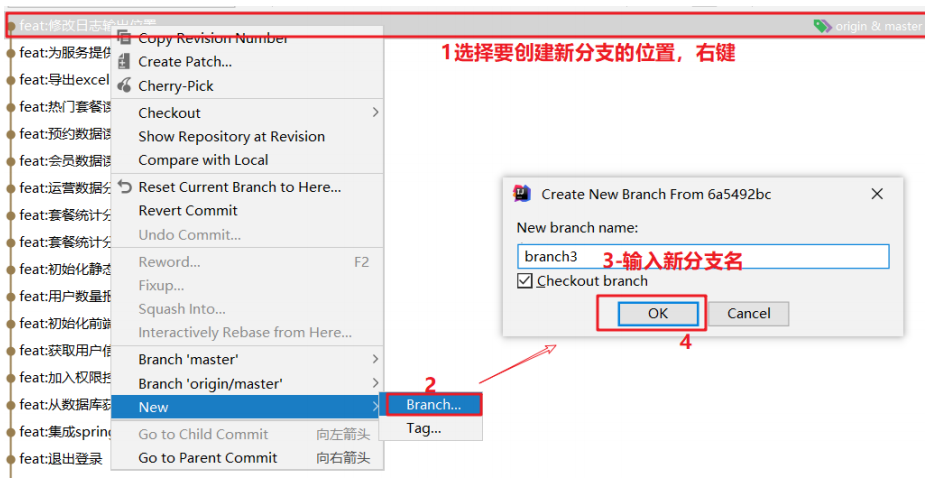 feat:修改日志输出位置
origin & master
1选择要创建新分支的位置，右键
feat:为服务提供
feat:导出excel
feat:热门套餐
feat:预约数据
feat:会员数据
feat:运营数据分
feat:套餐统计分
feat:套餐统计分
feat:初始化静态
feat:用户数量报
feat:初始化前端
feat:获取用户信
feat:加入权限控
feat:从数据库获
feat:集成spring
feat:退出登录
Copy Revision Number
Create Patch...
Cherry-Pick
Checkout
Show Repository at Revision
Compare with Local
Reset Current Branch to Here...
Revert Commit
Undo Commit...
Reword... F2
Fixup...
Squash Into...
Interactively Rebase from Here...
Branch 'master'
Branch 'origin/master'
New
Go to Child Commit 向左箭头
Go to Parent Commit 向右箭头
2
Branch...
Tag...
Create New Branch From 6a5492bc
New branch name:
branch3
3-输入新分支名
Checkout branch
OK
Cancel
4